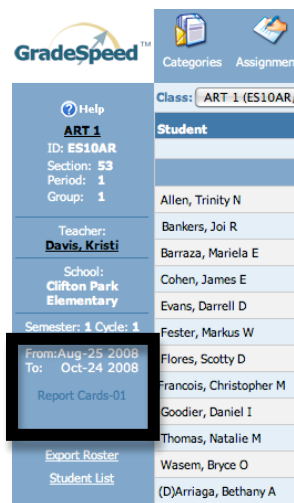 GradeSpeed™
Categories Assignmen
Help
Class: ART 1 (ES10AR,
ART 1
ID: ES10AR
Section: 53
Period: 1
Group: 1
Teacher:
Davis, Kristi
School:
Clifton Park
Elementary
Semester: 1 Cycle: 1
From:Aug-25 2008
To: Oct-24 2008
Report Cards-01
Export Roster
Student List
Student
Allen, Trinity N
Bankers, Joi R
Barraza, Mariela E
Cohen, James E
Evans, Darrell D
Fester, Markus W
Flores, Scotty D
Francois, Christopher M
Goodier, Daniel I
Thomas, Natalie M
Wasem, Bryce O
(D)Arriaga, Bethany A